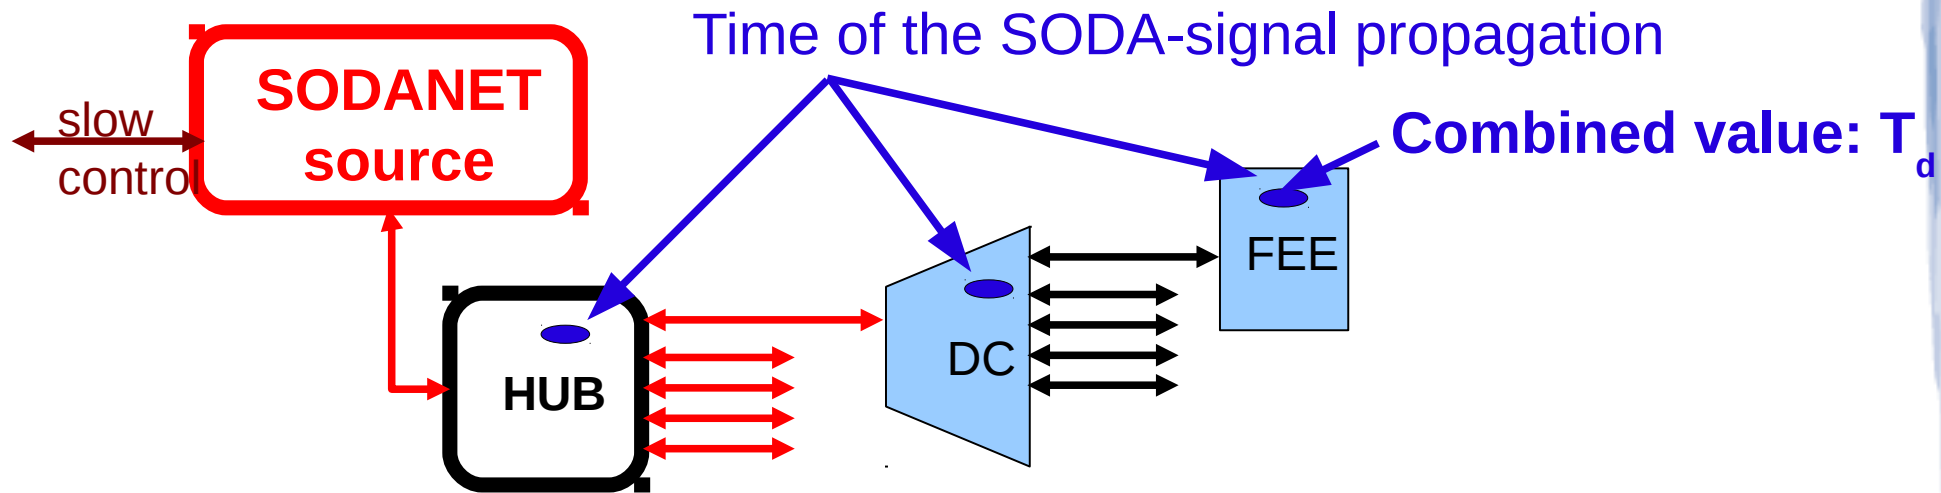 Time of the SODA-signal propagation
SODANET
source
slow
control
Combined value: Td
FEE
DC
HUB